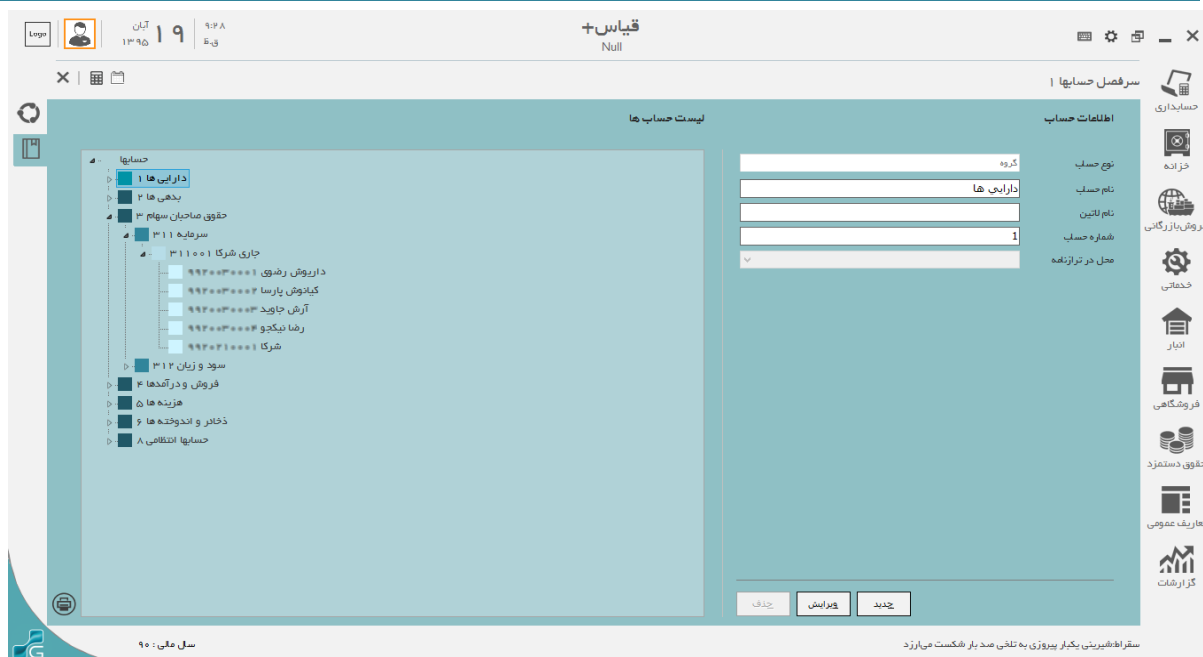 Logo
۱۹ آبان ۱۳۹۵
۹:۲۸ ق.ظ
قیاس+
Null
سرفصل حسابها ۱
حسابداری
خزانه
روش‌بازرگانی
خدماتی
انبار
فروشگاهی
قوق دستمزد
عاریف عمومی
گزارشات
اطلاعات حساب
نوع حساب
گروه
نام حساب
دارایی ها
نام لاتین
شماره حساب
1
محل در ترازنامه
جدید
ویرایش
حذف
لیست حساب ها
حسابها
دارایی ها ۱
بدهی ها ۲
حقوق صاحبان سهام ۳
سرمایه ۳۱۱
جاری شرکا ۳۱۱۰۰۱
داریوش رضوی ۹۹۲۰۰۳۰۰۰۱
کیانوش پارسا ۹۹۲۰۰۳۰۰۰۲
آرش جاوید ۹۹۲۰۰۳۰۰۰۳
رضا نیکجو ۹۹۲۰۰۳۰۰۰۴
شرکا ۹۹۲۰۲۱۰۰۰۱
سود و زیان ۳۱۲
فروش و درآمدها ۴
هزینه ها ۵
ذخائر و اندوخته ها ۶
حسابها انتظامی ۸
سقراط:شیرینی یکبار پیروزی به تلخی صد بار شکست می‌ارزد
سال مالی : ۹۰
G